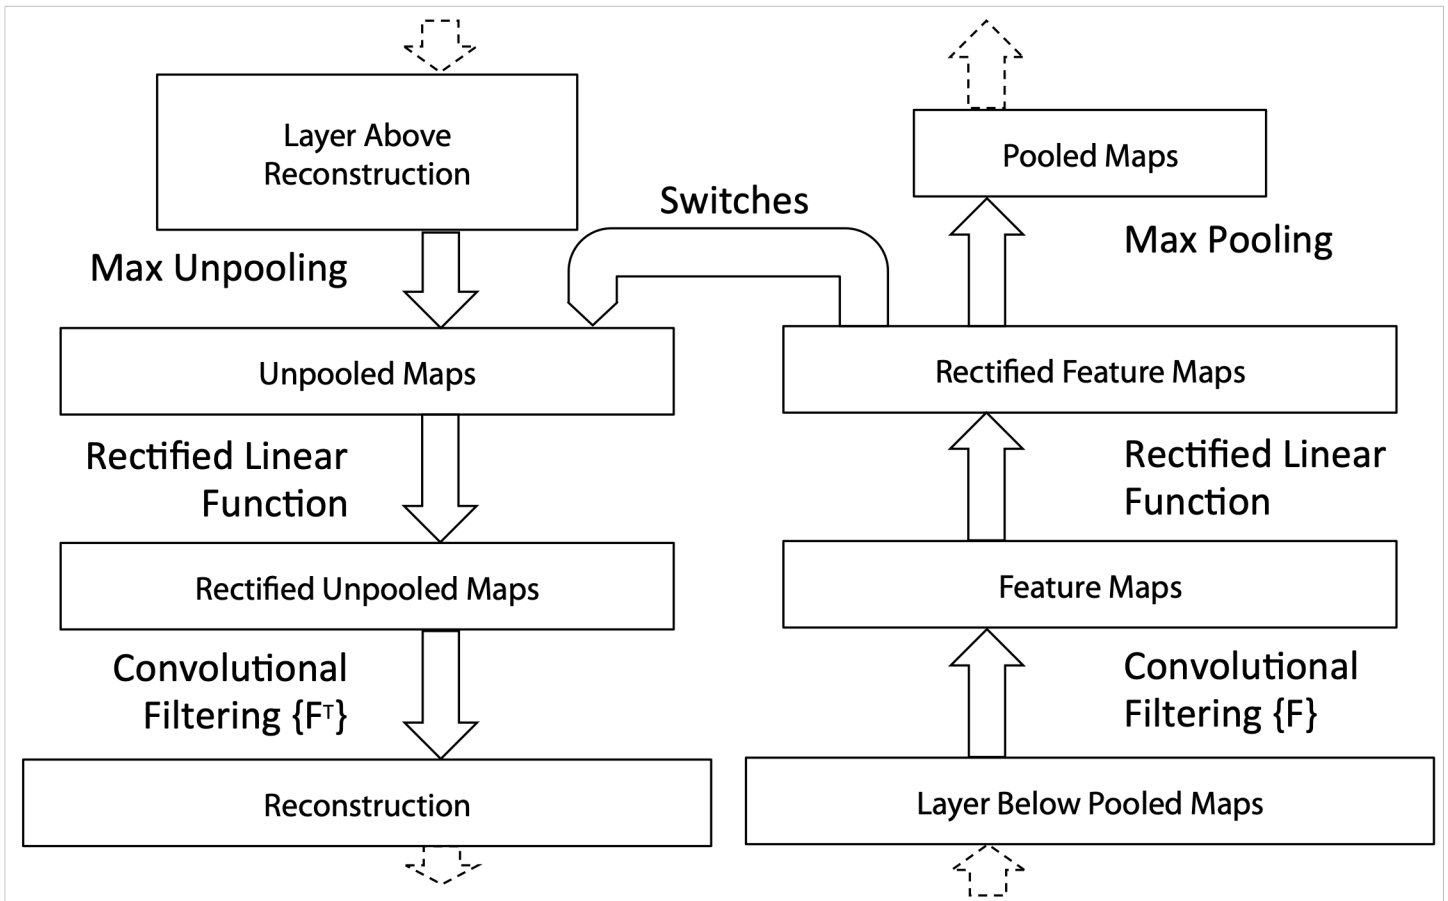 Layer Above
Reconstruction
Pooled Maps
Switches
Max Unpooling
Max Pooling
Unpooled Maps
Rectified Feature Maps
Rectified Linear
Function
Rectified Linear
Function
Rectified Unpooled Maps
Feature Maps
Convolutional
Filtering {Fᵀ}
Convolutional
Filtering {F}
Reconstruction
Layer Below Pooled Maps